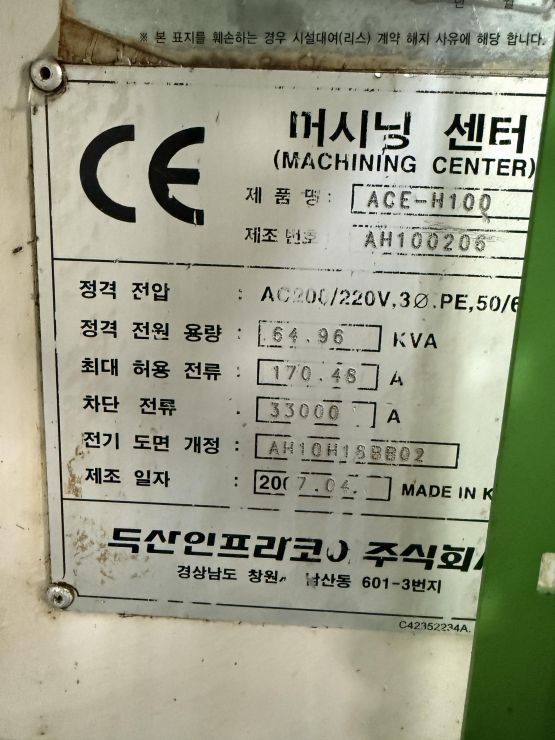 년 월
※ 본 표지를 훼손하는 경우 시설대여(리스) 계약 해지 사유에 해당 합니다.
CE
머시닝 센터
(MACHINING CENTER)
제 품 명 : ACE-H100
제조 번호 AH100206
정격 전압 : AC200/220V,3Ø.PE,50/6
정격 전원 용량 : 64.96 KVA
최대 허용 전류 : 170.48 A
차단 전류 : 33000 A
전기 도면 개정 : AH10H18BB02
제조 일자 : 2007.04. MADE IN K
두산인프라코어 주식회사
경상남도 창원시 남산동 601-3번지
C42352234A.